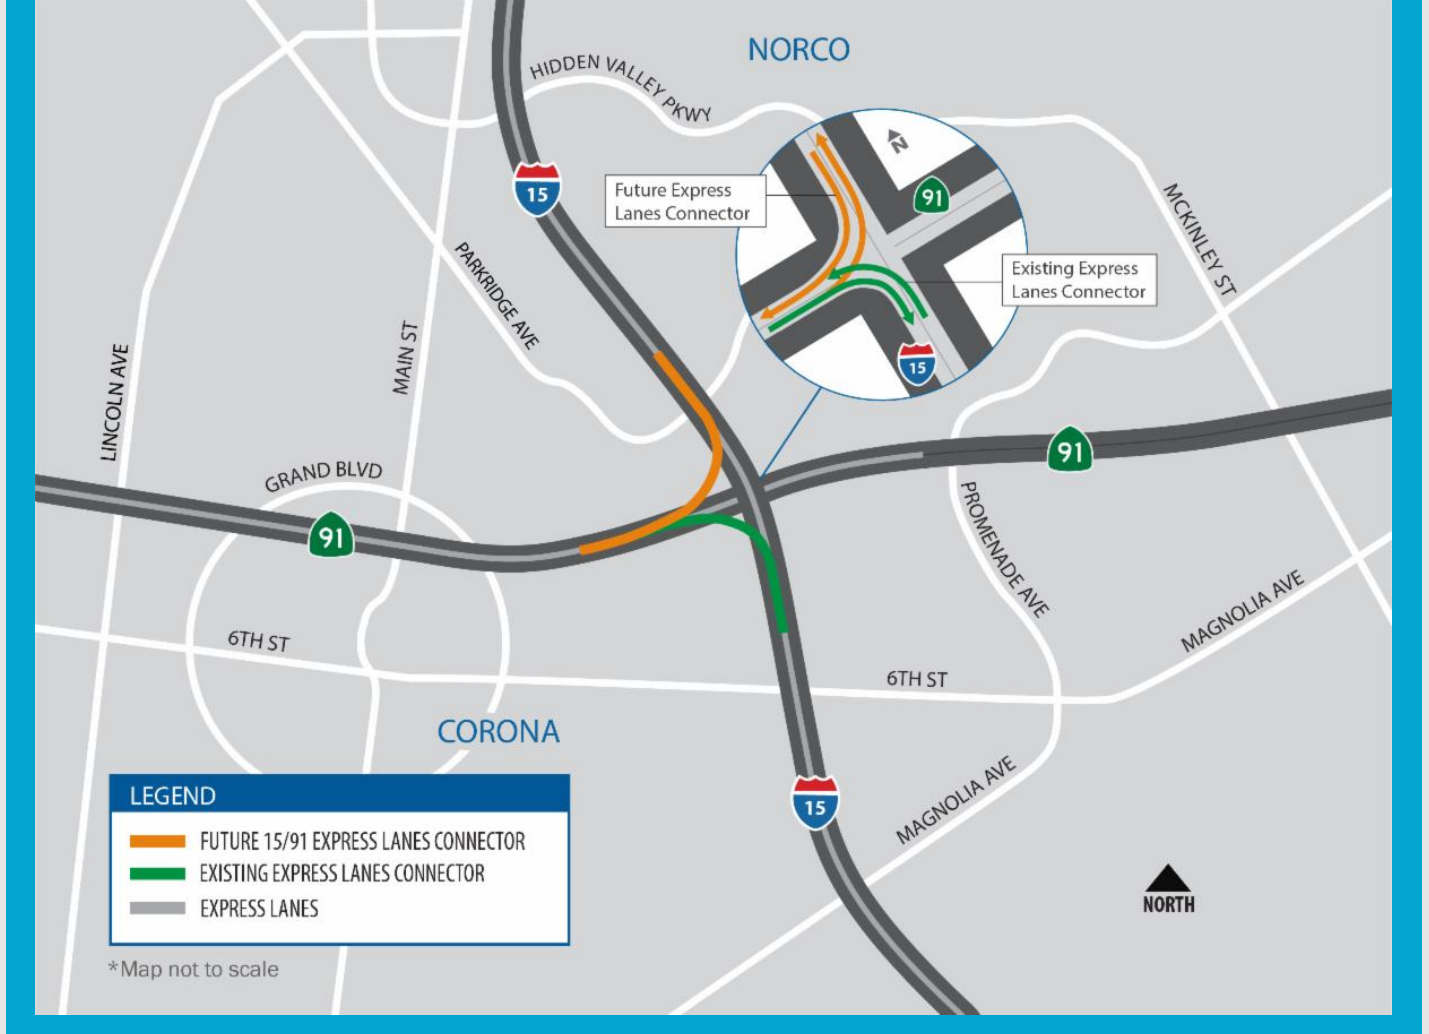 NORCO
HIDDEN VALLEY PKWY
15
Future Express
Lanes Connector
N
91
MCKINLEY ST
Existing Express
Lanes Connector
15
PARKRIDGE AVE
MAIN ST
LINCOLN AVE
GRAND BLVD
91
91
PROMENADE AVE
MAGNOLIA AVE
6TH ST
6TH ST
CORONA
MAGNOLIA AVE
15
LEGEND
FUTURE 15/91 EXPRESS LANES CONNECTOR
EXISTING EXPRESS LANES CONNECTOR
EXPRESS LANES
NORTH
*Map not to scale